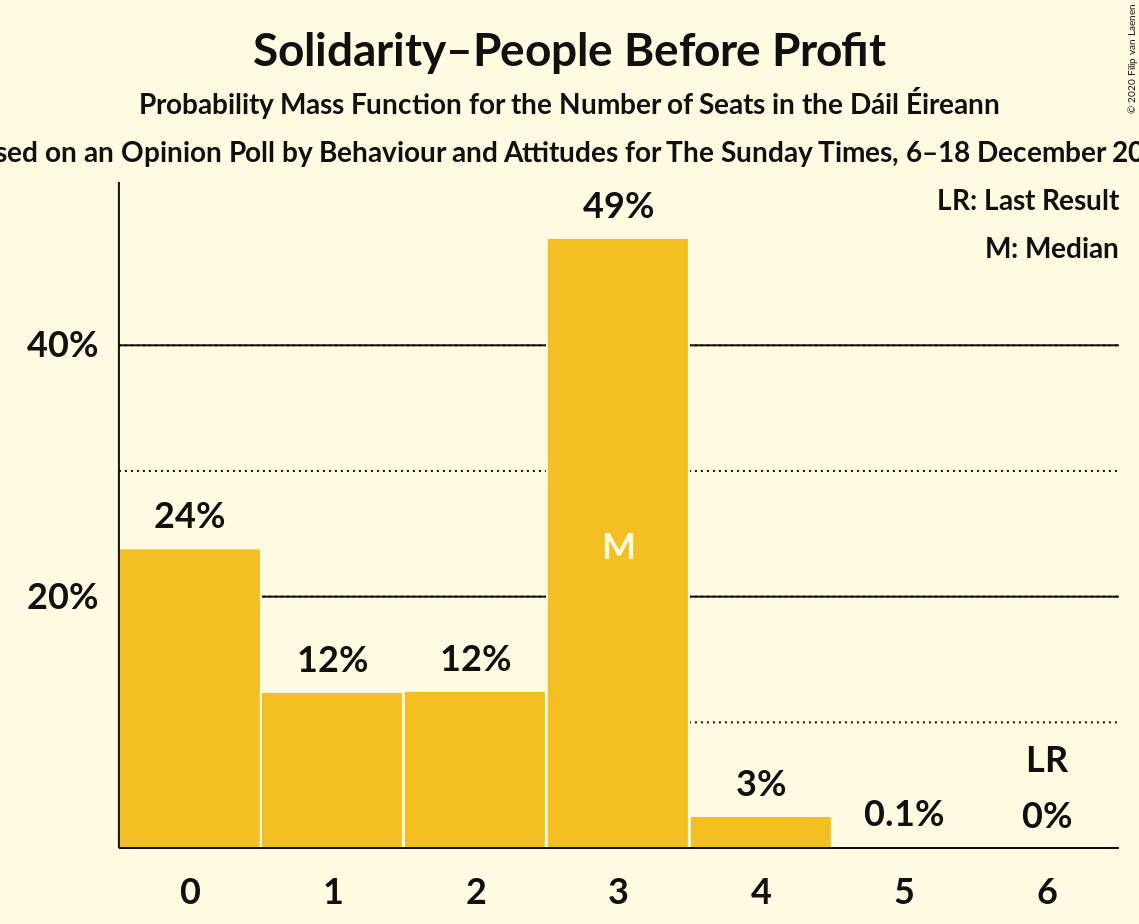 Solidarity–People Before Profit
Probability Mass Function for the Number of Seats in the Dáil Éireann
on an Opinion Poll by Behaviour and Attitudes for The Sunday Times, 6–18 December
© 2020 Filip van Laenen
LR: Last Result
M: Median
49%
40%
24%
M
20%
12% 12%
LR
3% 0.1% 0%
0 1 2 3 4 5 6